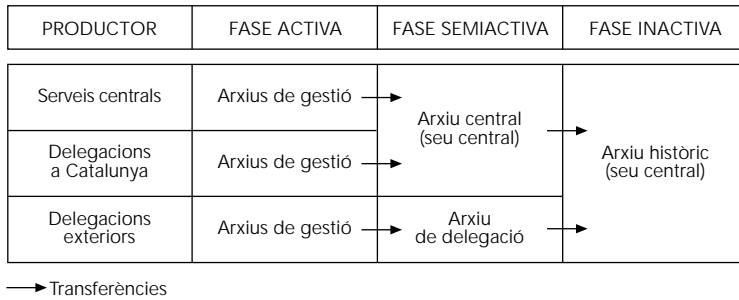 PRODUCTOR FASE ACTIVA FASE SEMIACTIVA FASE INACTIVA
Serveis centrals
Arxius de gestió
Delegacions
a Catalunya
Arxius de gestió
Arxiu central
(seu central)
Delegacions
exteriors
Arxius de gestió
Arxiu
de delegació
Arxiu històric
(seu central)
Transferències